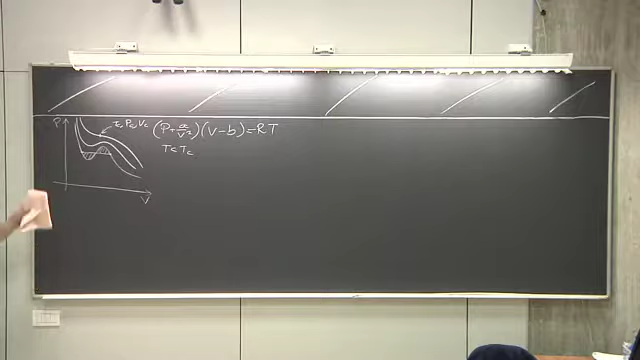 P
Tc, Pc, Vc (P + a/V²)(V-b) = RT
T<Tc
V